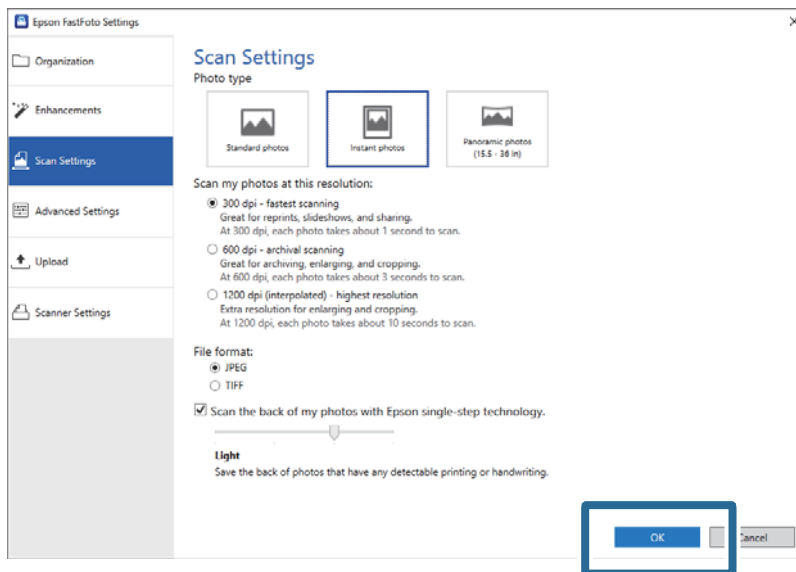 Epson FastFoto Settings
Organization
Enhancements
Scan Settings
Advanced Settings
Upload
Scanner Settings
Scan Settings
Photo type
Standard photos
Instant photos
Panoramic photos
(15.5 - 36 in)
Scan my photos at this resolution:
300 dpi - fastest scanning
Great for reprints, slideshows, and sharing.
At 300 dpi, each photo takes about 1 second to scan.
600 dpi - archival scanning
Great for archiving, enlarging, and cropping.
At 600 dpi, each photo takes about 3 seconds to scan.
1200 dpi (interpolated) - highest resolution
Extra resolution for enlarging and cropping.
At 1200 dpi, each photo takes about 10 seconds to scan.
File format:
JPEG
TIFF
Scan the back of my photos with Epson single-step technology.
Light
Save the back of photos that have any detectable printing or handwriting.
OK
Cancel